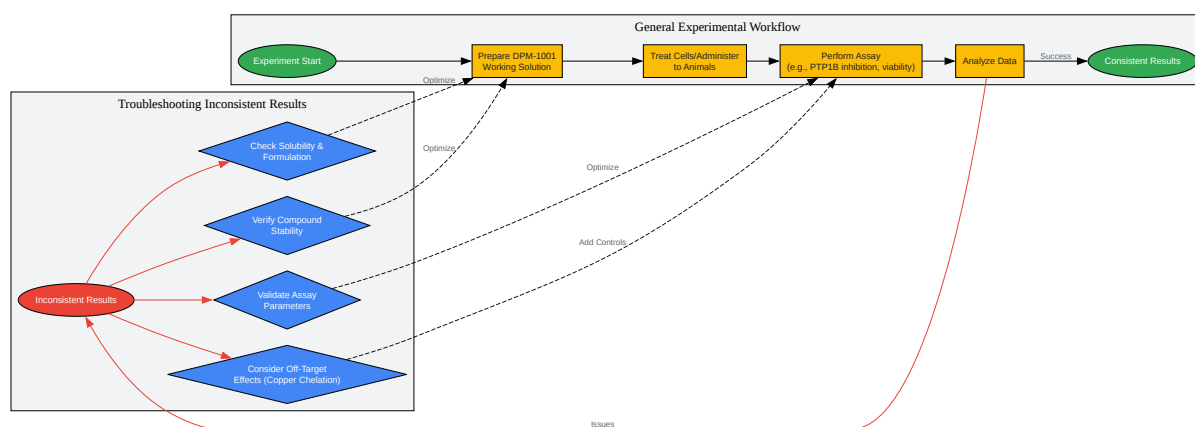 General Experimental Workflow
Experiment Start
Prepare DPM-1001
Working Solution
Treat Cells/Administer
to Animals
Perform Assay
(e.g., PTP1B inhibition, viability)
Analyze Data
Success
Consistent Results
Optimize
Troubleshooting Inconsistent Results
Check Solubility &
Formulation
Optimize
Verify Compound
Stability
Optimize
Add Controls
Inconsistent Results
Validate Assay
Parameters
Consider Off-Target
Effects (Copper Chelation)
Issues